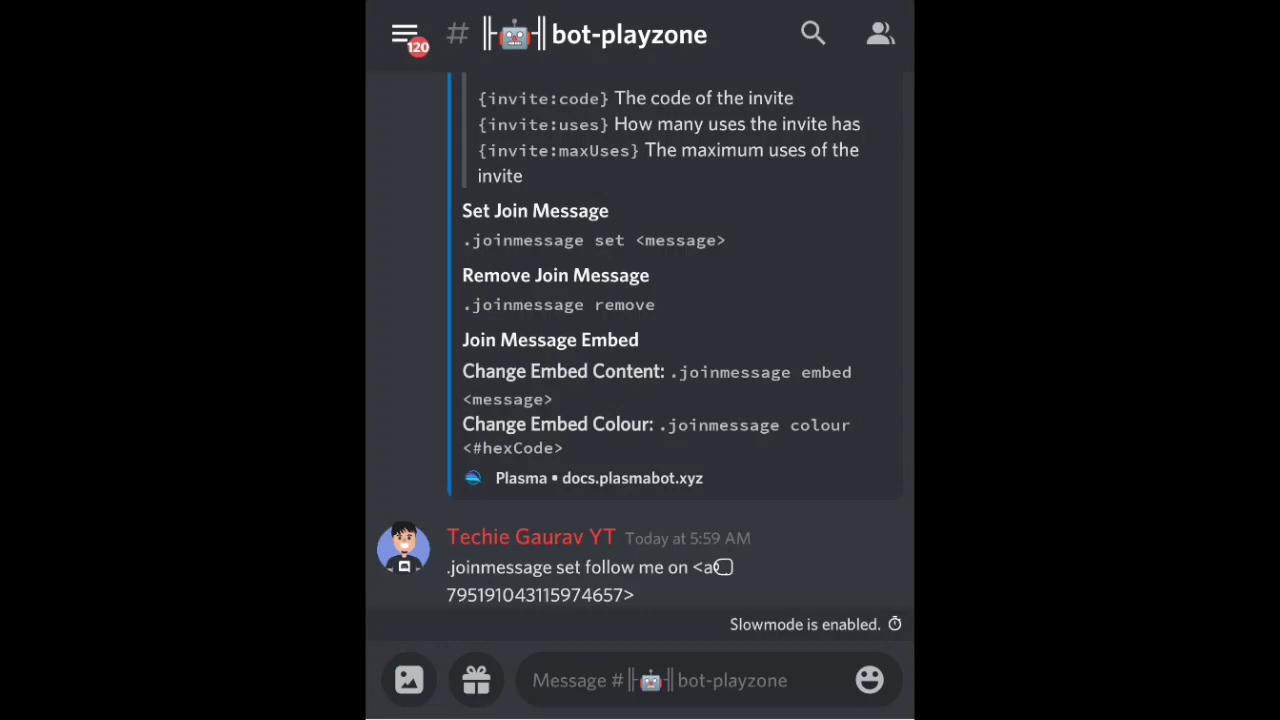 120
# ╟🤖╢bot-playzone
{invite:code} The code of the invite
{invite:uses} How many uses the invite has
{invite:maxUses} The maximum uses of the
invite
Set Join Message
.joinmessage set <message>
Remove Join Message
.joinmessage remove
Join Message Embed
Change Embed Content: .joinmessage embed
<message>
Change Embed Colour: .joinmessage colour
<#hexCode>
Plasma • docs.plasmabot.xyz
Techie Gaurav YT Today at 5:59 AM
.joinmessage set follow me on <a
795191043115974657>
Slowmode is enabled.
Message #╟🤖╢bot-playzone